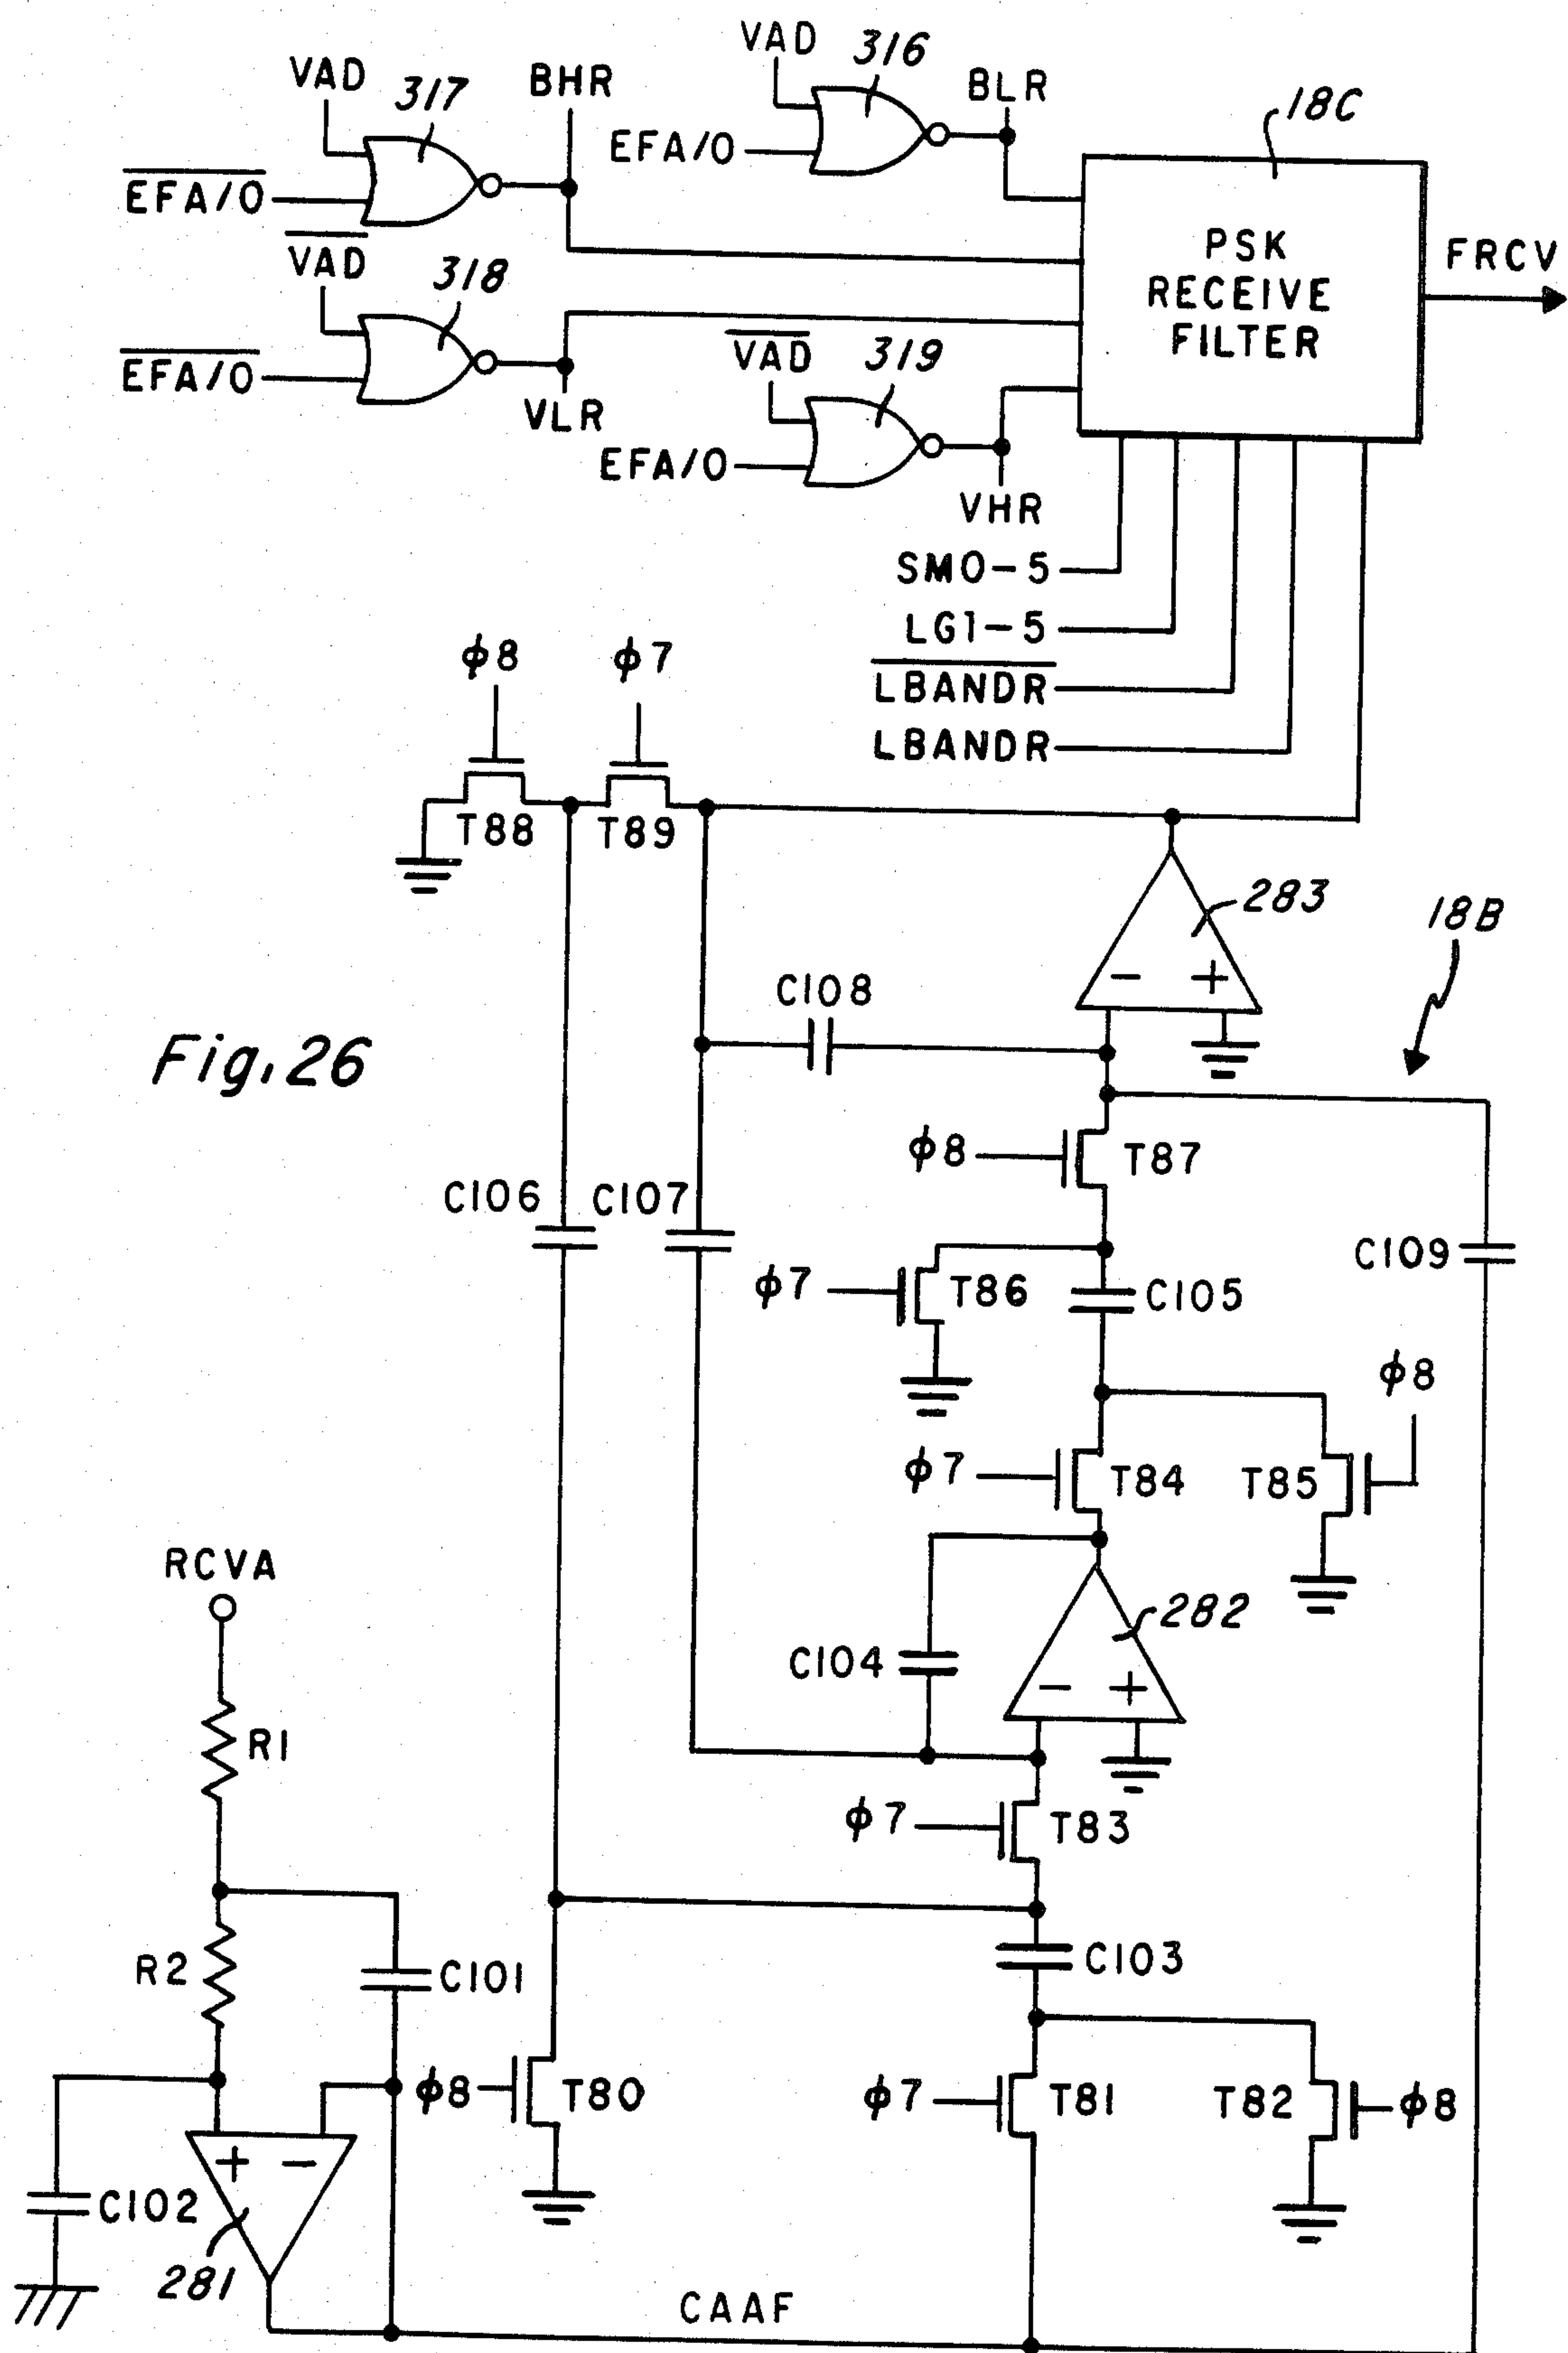 VAD
317
BHR
VAD
316
BLR
18C
EFA/0
EFA/0
VAD
318
PSK
RECEIVE
FILTER
FRCV
EFA/0
VLR
VAD
319
EFA/0
VHR
SM0-5
LG1-5
LBANDR
LBANDR
φ8
φ7
T88
T89
283
18B
- +
C108
Fig. 26
φ8
T87
C106
C107
C109
φ7
T86
C105
φ8
φ7
T84
T85
RCVA
282
C104
- +
R1
φ7
T83
R2
C101
C103
φ8
T80
φ7
T81
T82
φ8
+ -
C102
281
CAAF